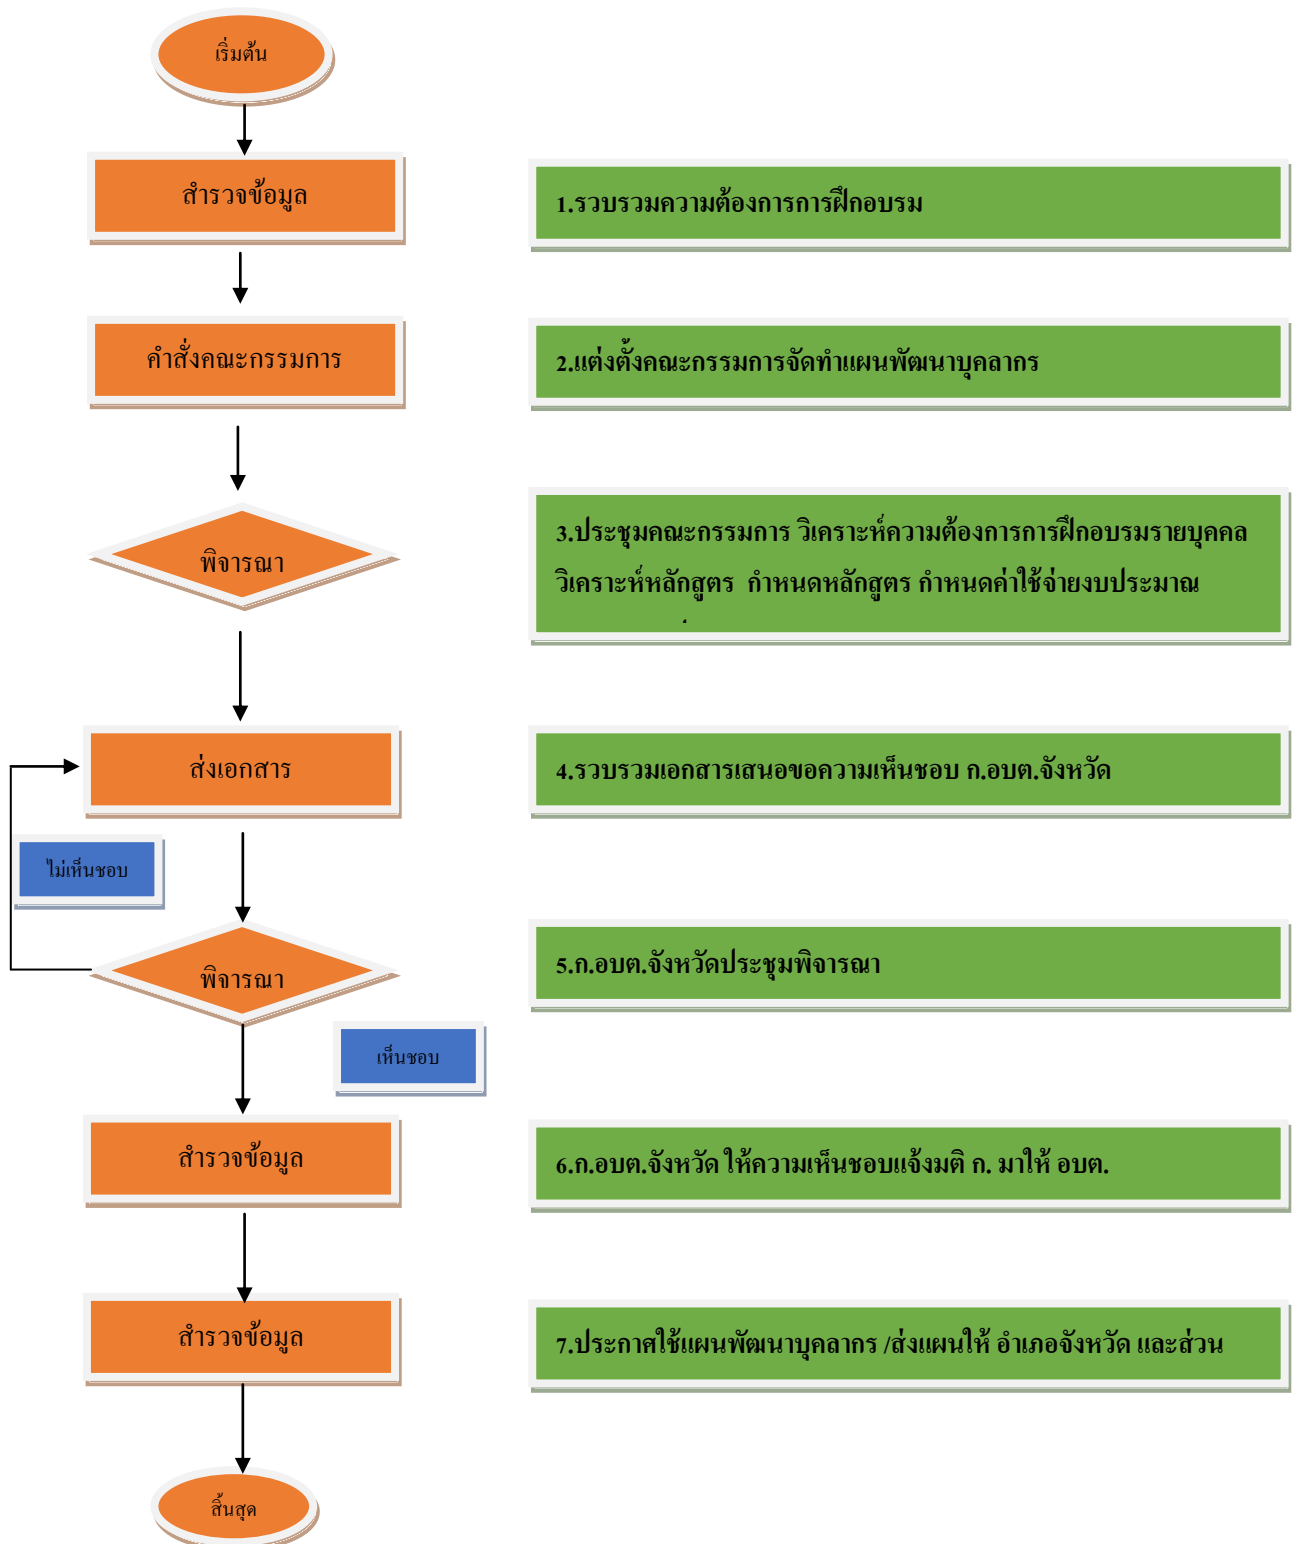 เริ่มต้น
สำรวจข้อมูล
1.รวบรวมความต้องการการฝึกอบรม
คำสั่งคณะกรรมการ
2.แต่งตั้งคณะกรรมการจัดทำแผนพัฒนาบุคลากร
พิจารณา
3.ประชุมคณะกรรมการ วิเคราะห์ความต้องการการฝึกอบรมรายบุคคล
วิเคราะห์หลักสูตร กำหนดหลักสูตร กำหนดค่าใช้จ่ายงบประมาณ
ส่งเอกสาร
4.รวบรวมเอกสารเสนอขอความเห็นชอบ ก.อบต.จังหวัด
ไม่เห็นชอบ
พิจารณา
5.ก.อบต.จังหวัดประชุมพิจารณา
เห็นชอบ
สำรวจข้อมูล
6.ก.อบต.จังหวัด ให้ความเห็นชอบแจ้งมติ ก. มาให้ อบต.
สำรวจข้อมูล
7.ประกาศใช้แผนพัฒนาบุคลากร /ส่งแผนให้ อำเภอจังหวัด และส่วน
สิ้นสุด